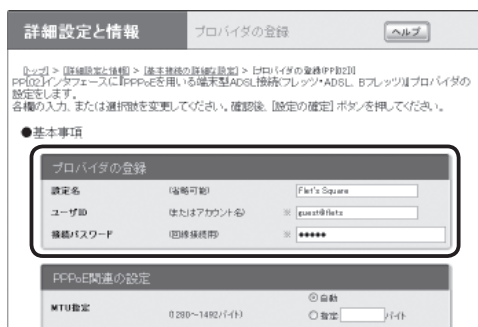 詳細設定と情報
プロバイダの登録
ヘルプ
[トップ] > [詳細設定と情報] > [基本接続の詳細な設定] > [プロバイダの登録(PP[02])]
PP[02]インタフェースに『PPPoEを用いる端末型ADSL接続(フレッツ・ADSL、Bフレッツ)』プロバイダの
設定をします。
各欄の入力、または選択肢を変更してください。確認後、[設定の確定]ボタンを押してください。
●基本事項
プロバイダの登録
設定名 (省略可能) Flet's Square
ユーザID (またはアカウント名) ※ guest@flets
接続パスワード (回線接続用) ※ ●●●●●
PPPoE関連の設定
自動
MTU指定 (1280～1492バイト) 指定 バイト